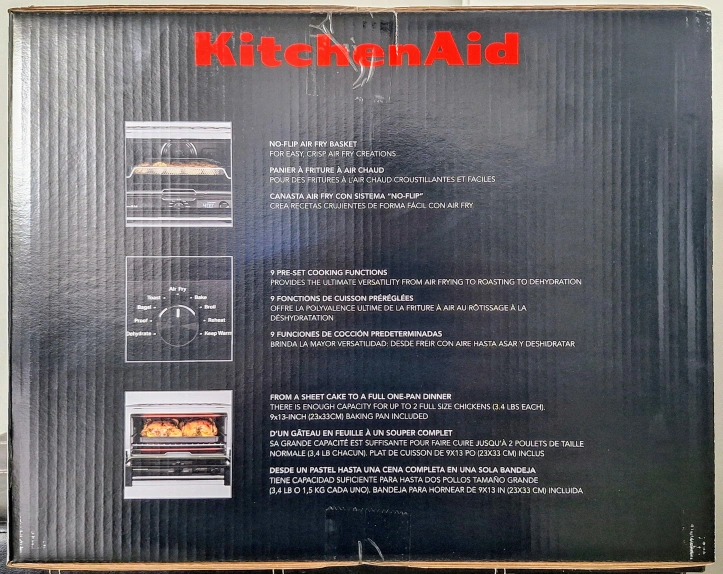 KitchenAid
NO-FLIP AIR FRY BASKET
FOR EASY, CRISP AIR FRY CREATIONS
PANIER À FRITURE À AIR CHAUD
POUR DES FRITURES À L'AIR CHAUD CROUSTILLANTES ET FACILES
CANASTA AIR FRY CON SISTEMA "NO-FLIP"
CREA RECETAS CRUJIENTES DE FORMA FÁCIL CON AIR FRY.
Air Fry
Toast
Bake
Bagel
Broil
Proof
Reheat
Dehydrate
Keep Warm
9 PRE-SET COOKING FUNCTIONS
PROVIDES THE ULTIMATE VERSATILITY FROM AIR FRYING TO ROASTING TO DEHYDRATION
9 FONCTIONS DE CUISSON PRÉRÉGLÉES
OFFRE LA POLYVALENCE ULTIME DE LA FRITURE À AIR AU RÔTISSAGE À LA
DÉSHYDRATATION
9 FUNCIONES DE COCCIÓN PREDETERMINADAS
BRINDA LA MAYOR VERSATILIDAD: DESDE FREIR CON AIRE HASTA ASAR Y DESHIDRATAR
FROM A SHEET CAKE TO A FULL ONE-PAN DINNER
THERE IS ENOUGH CAPACITY FOR UP TO 2 FULL SIZE CHICKENS (3.4 LBS EACH).
9x13-INCH (23x33CM) BAKING PAN INCLUDED
D'UN GÂTEAU EN FEUILLE À UN SOUPER COMPLET
SA GRANDE CAPACITÉ EST SUFFISANTE POUR FAIRE CUIRE JUSQU'À 2 POULETS DE TAILLE
NORMALE (3,4 LB CHACUN). PLAT DE CUISSON DE 9X13 PO (23X33 CM) INCLUS
DESDE UN PASTEL HASTA UNA CENA COMPLETA EN UNA SOLA BANDEJA
TIENE CAPACIDAD SUFICIENTE PARA HASTA DOS POLLOS TAMAÑO GRANDE
(3,4 LB O 1,5 KG CADA UNO). BANDEJA PARA HORNEAR DE 9X13 IN (23X33 CM) INCLUIDA